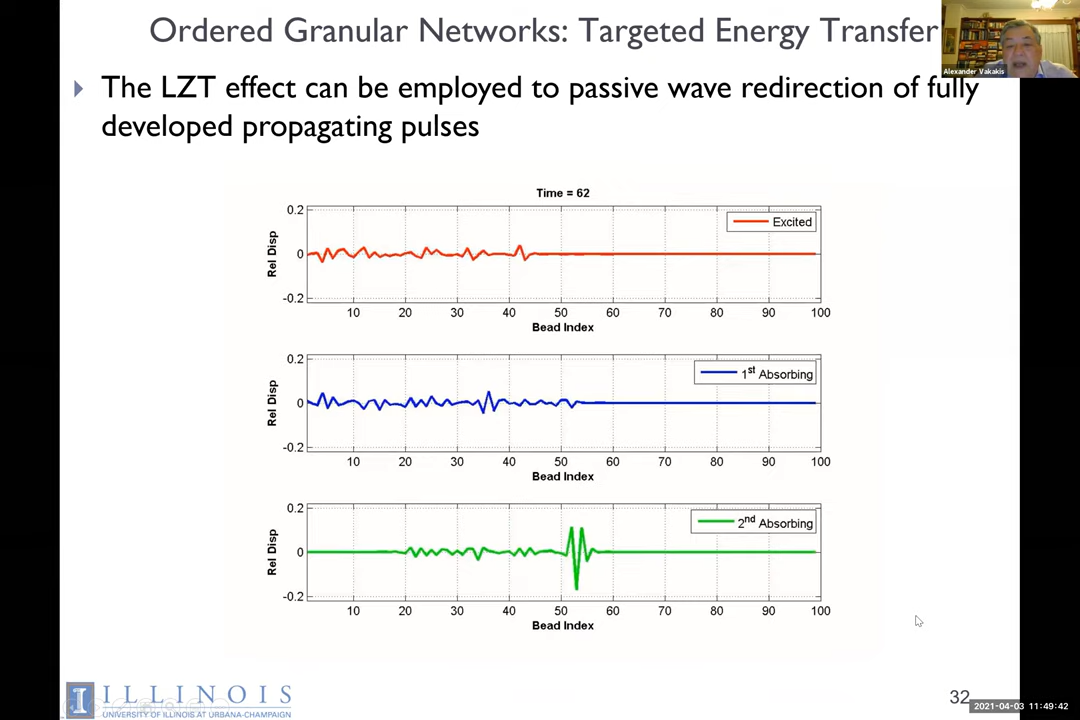 Ordered Granular Networks: Targeted Energy Transfer
Alexander Vakakis
The LZT effect can be employed to passive wave redirection of fully
developed propagating pulses
Time = 62
0.2
0
-0.2
Rel Disp
Excited
10 20 30 40 50 60 70 80 90 100
Bead Index
0.2
0
-0.2
Rel Disp
1st Absorbing
10 20 30 40 50 60 70 80 90 100
Bead Index
0.2
0
-0.2
Rel Disp
2nd Absorbing
10 20 30 40 50 60 70 80 90 100
Bead Index
I ILLINOIS
UNIVERSITY OF ILLINOIS AT URBANA-CHAMPAIGN
32
2021-04-03 11:49:42